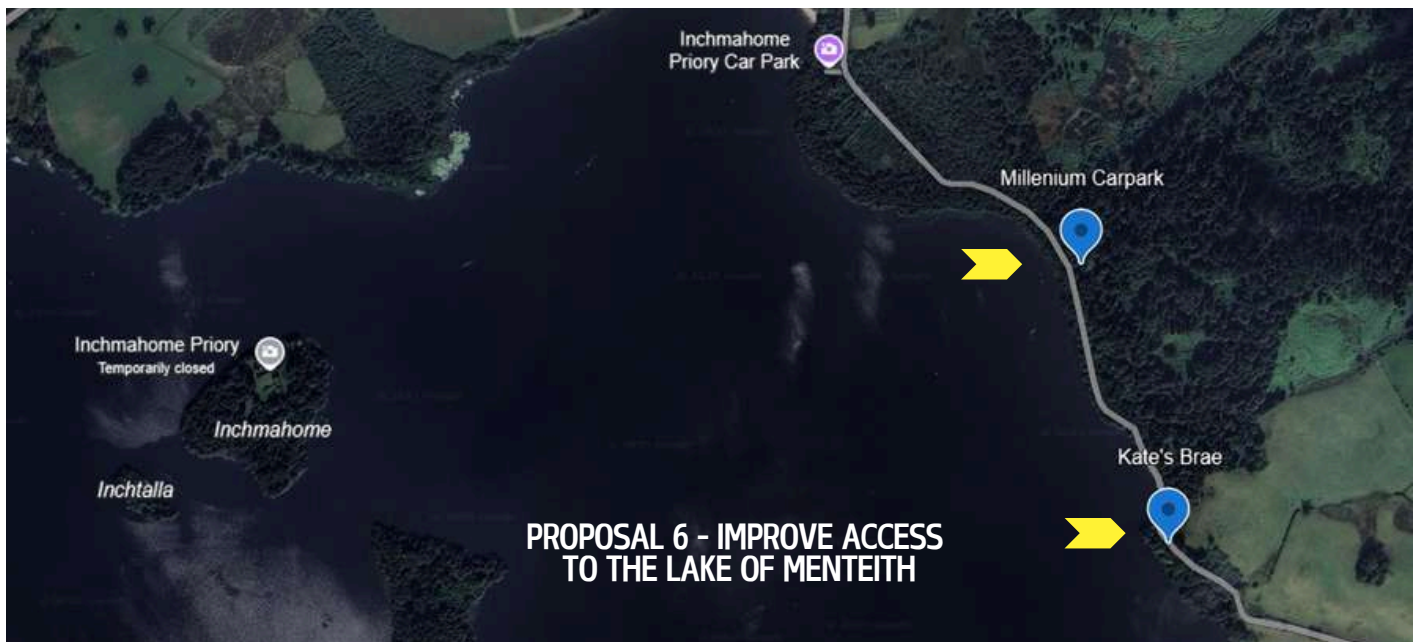 Inchmahome
Priory Car Park
Millenium Carpark
Inchmahome Priory
Temporarily closed
Inchmahome
Kate's Brae
Inchtalla
PROPOSAL 6 - IMPROVE ACCESS
TO THE LAKE OF MENTEITH